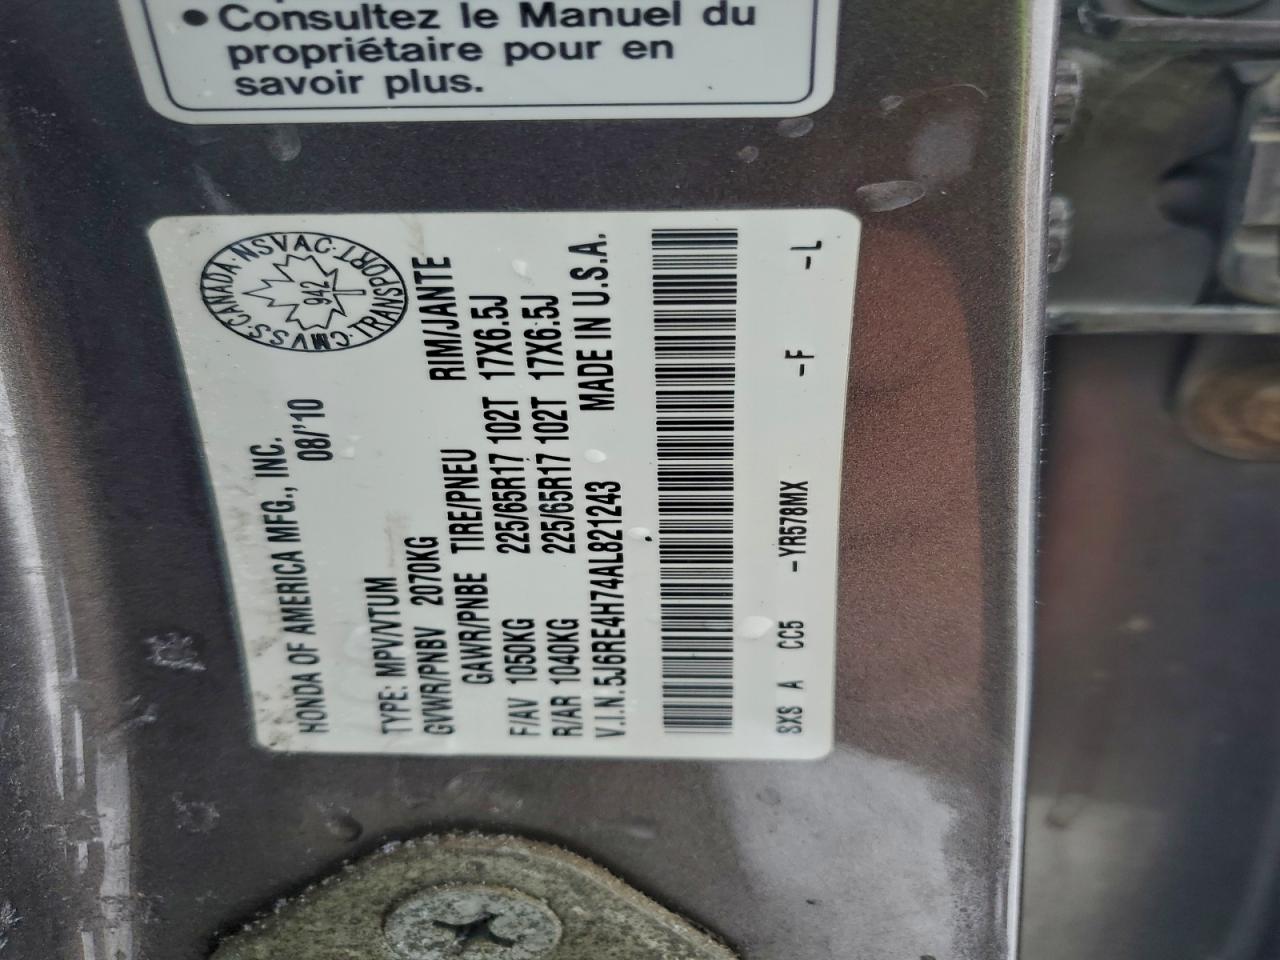 • Consultez le Manuel du
propriétaire pour en
savoir plus.
HONDA OF AMERICA MFG., INC.
08/'10
CANADA · NSVAC · TRANSPORT · CMVSS
942
TYPE: MPV/VTUM
GVWR/PNBV 2070KG
GAWR/PNBE TIRE/PNEU RIM/JANTE
F/AV 1050KG 225/65R17 102T 17X6.5J
R/AR 1040KG 225/65R17 102T 17X6.5J
V.I.N.5J6RE4H74AL821243 MADE IN U.S.A.
SXS A CC5 -YR578MX -F -L